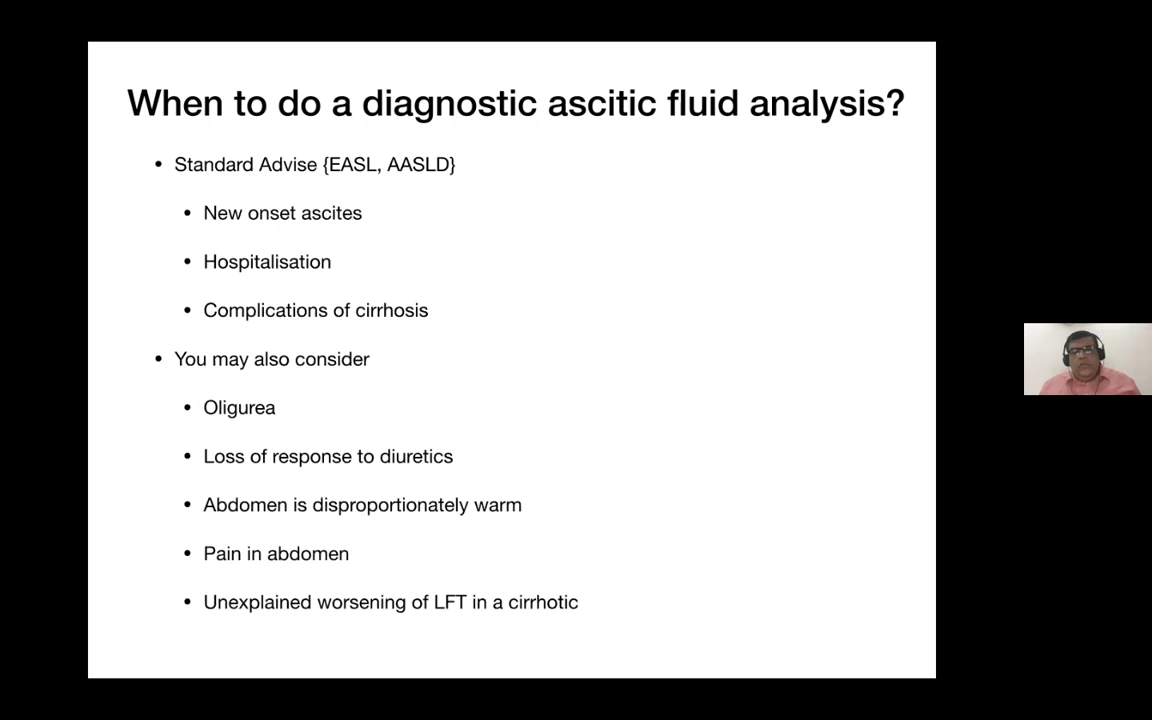 When to do a diagnostic ascitic fluid analysis?
• Standard Advise {EASL, AASLD}
• New onset ascites
• Hospitalisation
• Complications of cirrhosis
• You may also consider
• Oligurea
• Loss of response to diuretics
• Abdomen is disproportionately warm
• Pain in abdomen
• Unexplained worsening of LFT in a cirrhotic